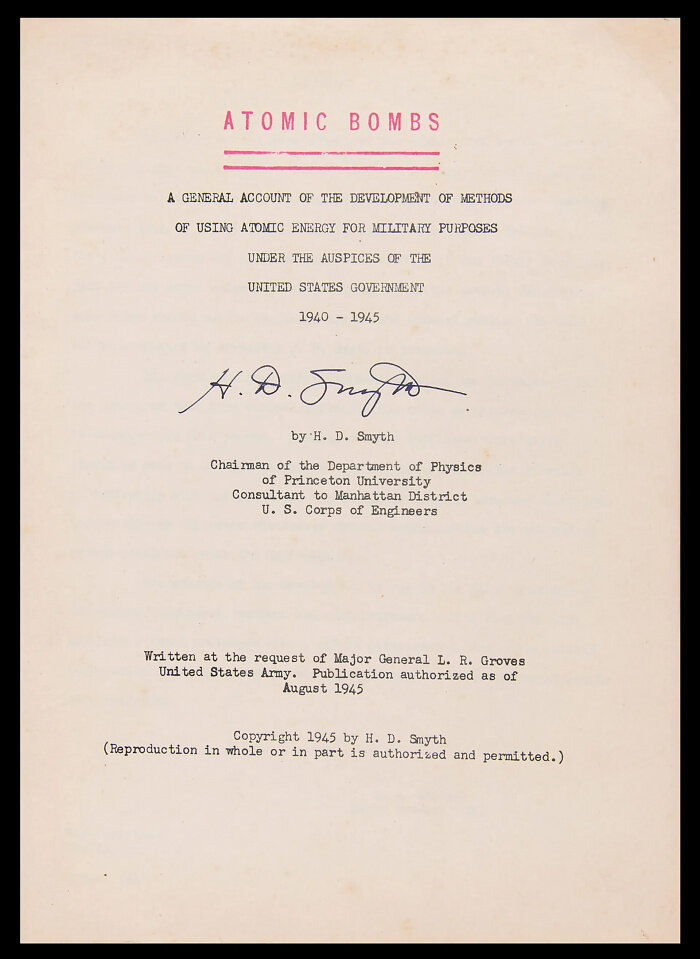 ATOMIC BOMBS
A GENERAL ACCOUNT OF THE DEVELOPMENT OF METHODS
OF USING ATOMIC ENERGY FOR MILITARY PURPOSES
UNDER THE AUSPICES OF THE
UNITED STATES GOVERNMENT
1940 - 1945
H. D. Smyth
by H. D. Smyth
Chairman of the Department of Physics
of Princeton University
Consultant to Manhattan District
U. S. Corps of Engineers
Written at the request of Major General L. R. Groves
United States Army. Publication authorized as of
August 1945
Copyright 1945 by H. D. Smyth
(Reproduction in whole or in part is authorized and permitted.)